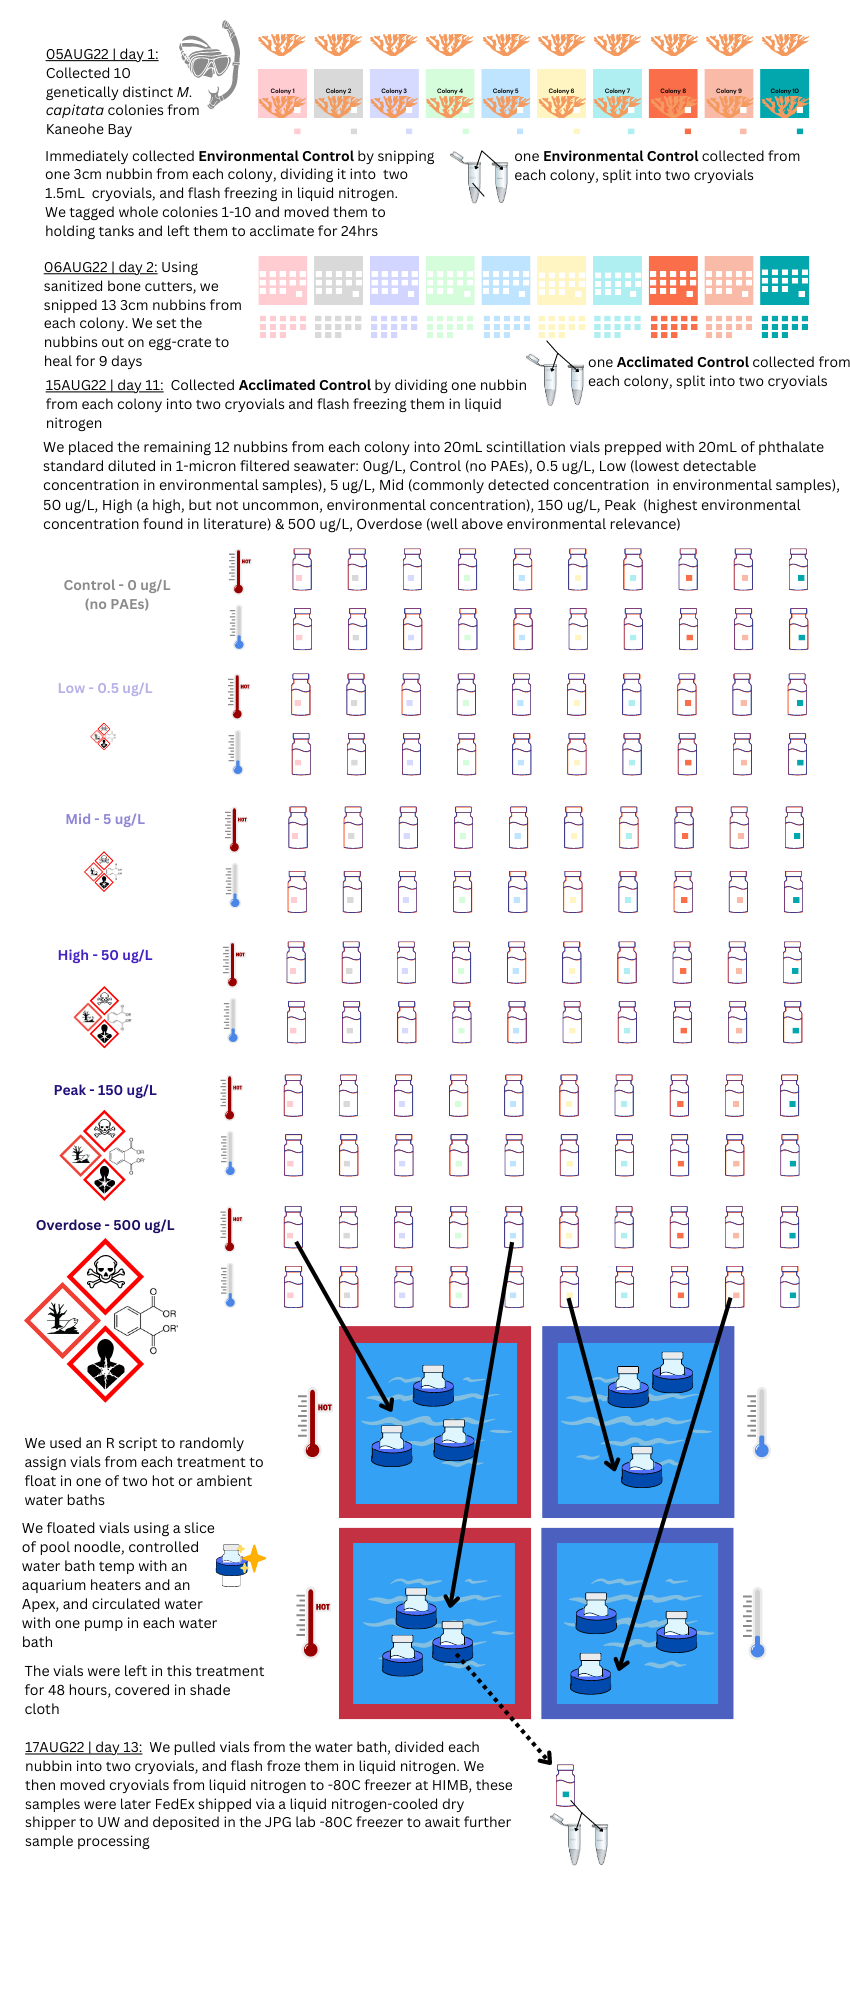 05AUG22 | day 1:
Collected 10
genetically distinct M.
capitata colonies from
Kaneohe Bay
Colony 1
Colony 2
Colony 3
Colony 4
Colony 5
Colony 6
Colony 7
Colony 8
Colony 9
Colony 10
Immediately collected Environmental Control by snipping
one 3cm nubbin from each colony, dividing it into two
1.5mL cryovials, and flash freezing in liquid nitrogen.
We tagged whole colonies 1-10 and moved them to
holding tanks and left them to acclimate for 24hrs
one Environmental Control collected from
each colony, split into two cryovials
06AUG22 | day 2: Using
sanitized bone cutters, we
snipped 13 3cm nubbins from
each colony. We set the
nubbins out on egg-crate to
heal for 9 days
one Acclimated Control collected from
each colony, split into two cryovials
15AUG22 | day 11: Collected Acclimated Control by dividing one nubbin
from each colony into two cryovials and flash freezing them in liquid
nitrogen
We placed the remaining 12 nubbins from each colony into 20mL scintillation vials prepped with 20mL of phthalate
standard diluted in 1-micron filtered seawater: 0ug/L, Control (no PAEs), 0.5 ug/L, Low (lowest detectable
concentration in environmental samples), 5 ug/L, Mid (commonly detected concentration in environmental samples),
50 ug/L, High (a high, but not uncommon, environmental concentration), 150 ug/L, Peak (highest environmental
concentration found in literature) & 500 ug/L, Overdose (well above environmental relevance)
HOT
Control - 0 ug/L
(no PAEs)
HOT
Low - 0.5 ug/L
HOT
Mid - 5 ug/L
HOT
High - 50 ug/L
OR
OR'
HOT
Peak - 150 ug/L
OR
OR'
HOT
Overdose - 500 ug/L
O
OR
OR'
O
HOT
We used an R script to randomly
assign vials from each treatment to
float in one of two hot or ambient
water baths
We floated vials using a slice
of pool noodle, controlled
water bath temp with an
aquarium heaters and an
Apex, and circulated water
with one pump in each water
bath
HOT
The vials were left in this treatment
for 48 hours, covered in shade
cloth
17AUG22 | day 13: We pulled vials from the water bath, divided each
nubbin into two cryovials, and flash froze them in liquid nitrogen. We
then moved cryovials from liquid nitrogen to -80C freezer at HIMB, these
samples were later FedEx shipped via a liquid nitrogen-cooled dry
shipper to UW and deposited in the JPG lab -80C freezer to await further
sample processing